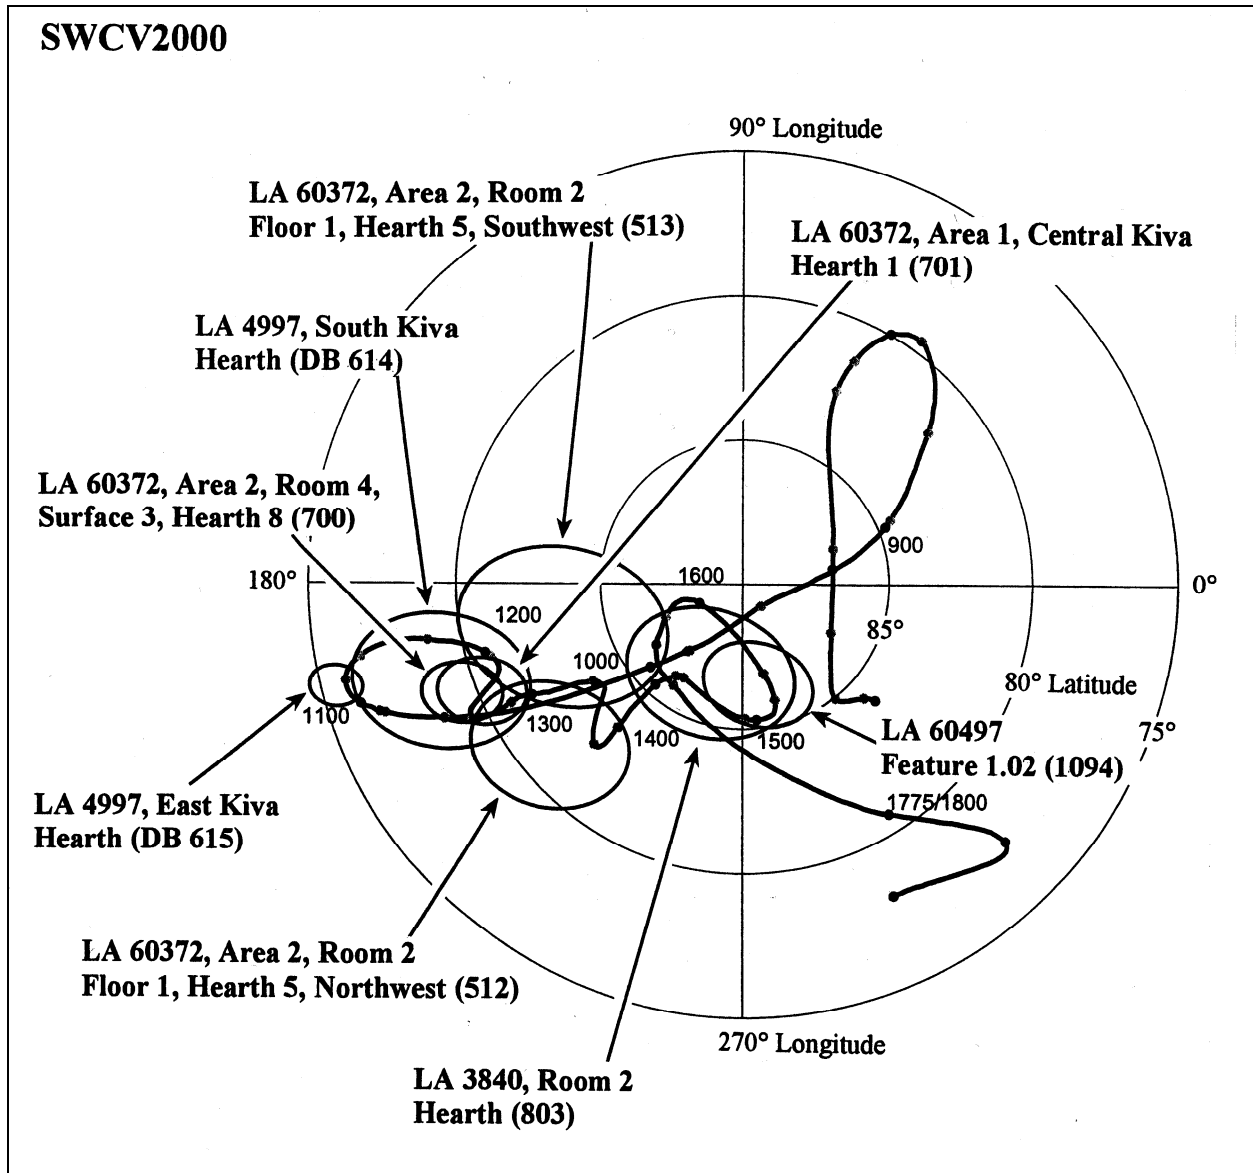 SWCV2000
90° Longitude
LA 60372, Area 2, Room 2
Floor 1, Hearth 5, Southwest (513)
LA 60372, Area 1, Central Kiva
Hearth 1 (701)
LA 4997, South Kiva
Hearth (DB 614)
LA 60372, Area 2, Room 4,
Surface 3, Hearth 8 (700)
900
180°
1600
0°
1200
85°
1000
80° Latitude
1100
1300
1400
1500
75°
LA 60497
Feature 1.02 (1094)
1775/1800
LA 4997, East Kiva
Hearth (DB 615)
LA 60372, Area 2, Room 2
Floor 1, Hearth 5, Northwest (512)
270° Longitude
LA 3840, Room 2
Hearth (803)